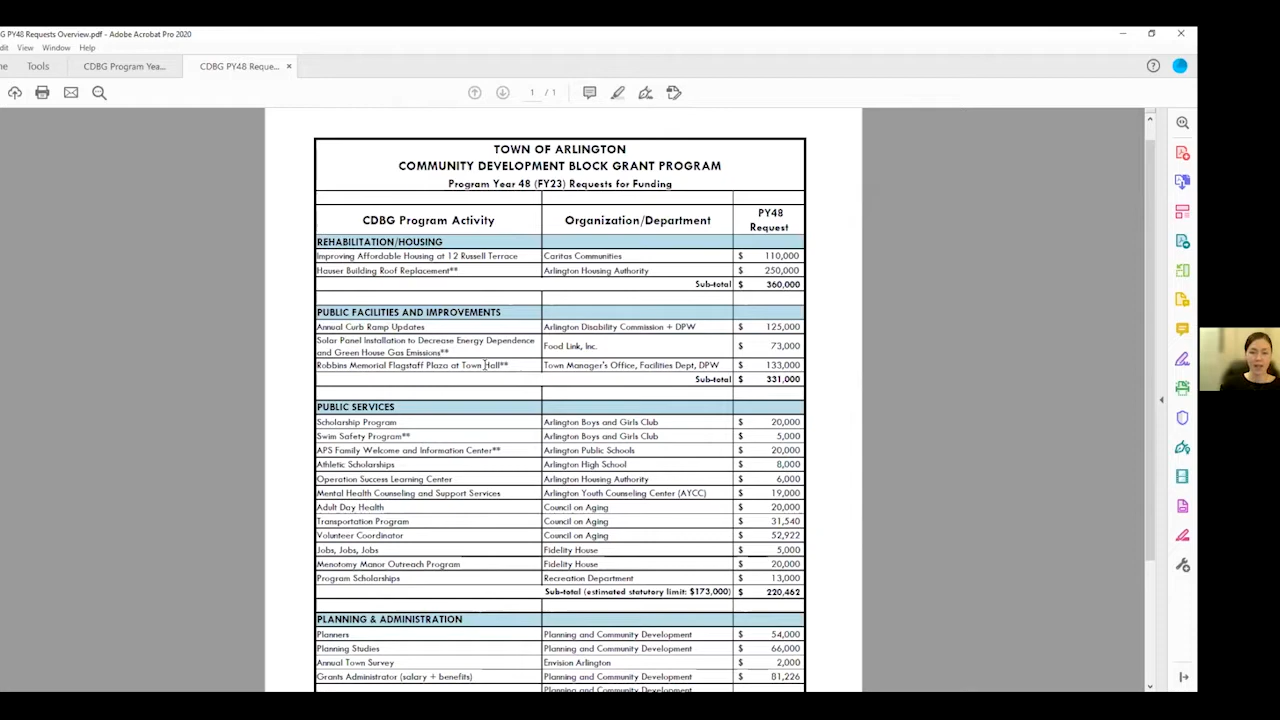 G PY48 Requests Overview.pdf - Adobe Acrobat Pro 2020
dit View Window Help
ne Tools CDBG Program Yea... CDBG PY48 Reque... ×
1 / 1
TOWN OF ARLINGTON
COMMUNITY DEVELOPMENT BLOCK GRANT PROGRAM
Program Year 48 (FY23) Requests for Funding
CDBG Program Activity Organization/Department PY48 Request
REHABILITATION/HOUSING
Improving Affordable Housing at 12 Russell Terrace Caritas Communities $ 110,000
Hauser Building Roof Replacement** Arlington Housing Authority $ 250,000
Sub-total $ 360,000
PUBLIC FACILITIES AND IMPROVEMENTS
Annual Curb Ramp Updates Arlington Disability Commission + DPW $ 125,000
Solar Panel Installation to Decrease Energy Dependence
and Green House Gas Emissions** Food Link, Inc. $ 73,000
Robbins Memorial Flagstaff Plaza at Town Hall** Town Manager's Office, Facilities Dept, DPW $ 133,000
Sub-total $ 331,000
PUBLIC SERVICES
Scholarship Program Arlington Boys and Girls Club $ 20,000
Swim Safety Program** Arlington Boys and Girls Club $ 5,000
APS Family Welcome and Information Center** Arlington Public Schools $ 20,000
Athletic Scholarships Arlington High School $ 8,000
Operation Success Learning Center Arlington Housing Authority $ 6,000
Mental Health Counseling and Support Services Arlington Youth Counseling Center (AYCC) $ 19,000
Adult Day Health Council on Aging $ 20,000
Transportation Program Council on Aging $ 31,540
Volunteer Coordinator Council on Aging $ 52,922
Jobs, Jobs, Jobs Fidelity House $ 5,000
Menotomy Manor Outreach Program Fidelity House $ 20,000
Program Scholarships Recreation Department $ 13,000
Sub-total (estimated statutory limit: $173,000) $ 220,462
PLANNING & ADMINISTRATION
Planners Planning and Community Development $ 54,000
Planning Studies Planning and Community Development $ 66,000
Annual Town Survey Envision Arlington $ 2,000
Grants Administrator (salary + benefits) Planning and Community Development $ 81,226
Planning and Community Development